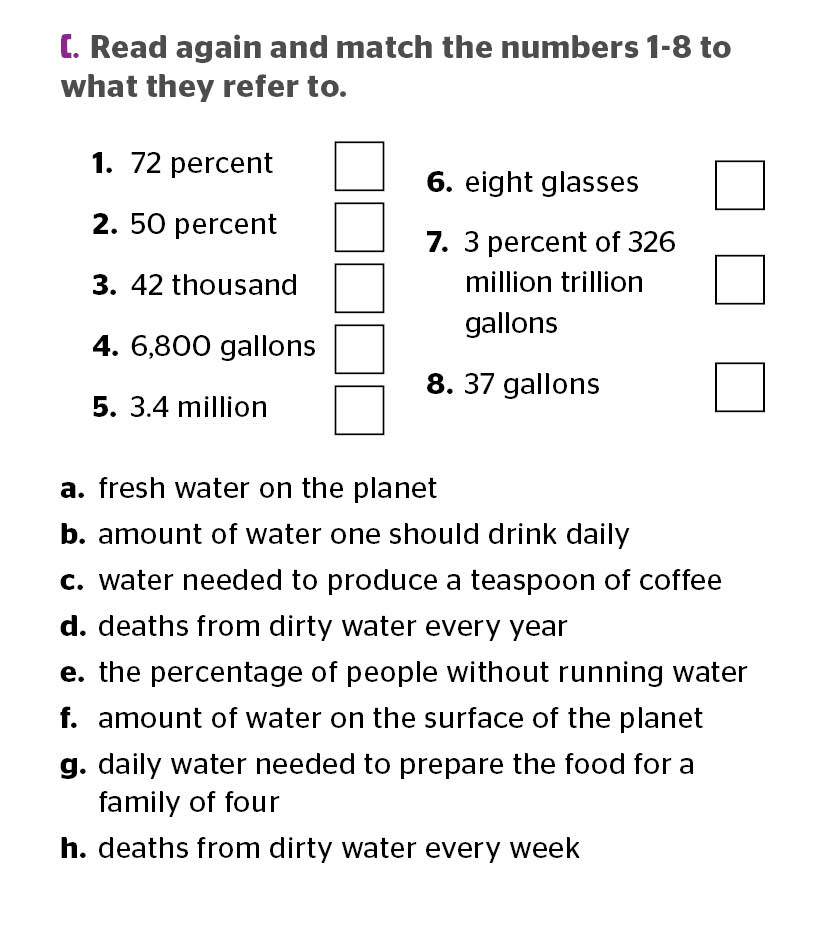 C. Read again and match the numbers 1-8 to
what they refer to.
1. 72 percent
2. 50 percent
3. 42 thousand
4. 6,800 gallons
5. 3.4 million
6. eight glasses
7. 3 percent of 326
million trillion
gallons
8. 37 gallons
a. fresh water on the planet
b. amount of water one should drink daily
c. water needed to produce a teaspoon of coffee
d. deaths from dirty water every year
e. the percentage of people without running water
f. amount of water on the surface of the planet
g. daily water needed to prepare the food for a
family of four
h. deaths from dirty water every week